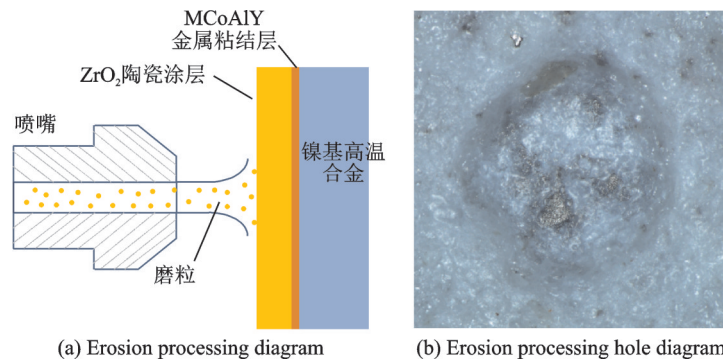 MCoAlY
金属粘结层
ZrO₂陶瓷涂层
喷嘴
镍基高温
合金
磨粒
(a) Erosion processing diagram
(b) Erosion processing hole diagram